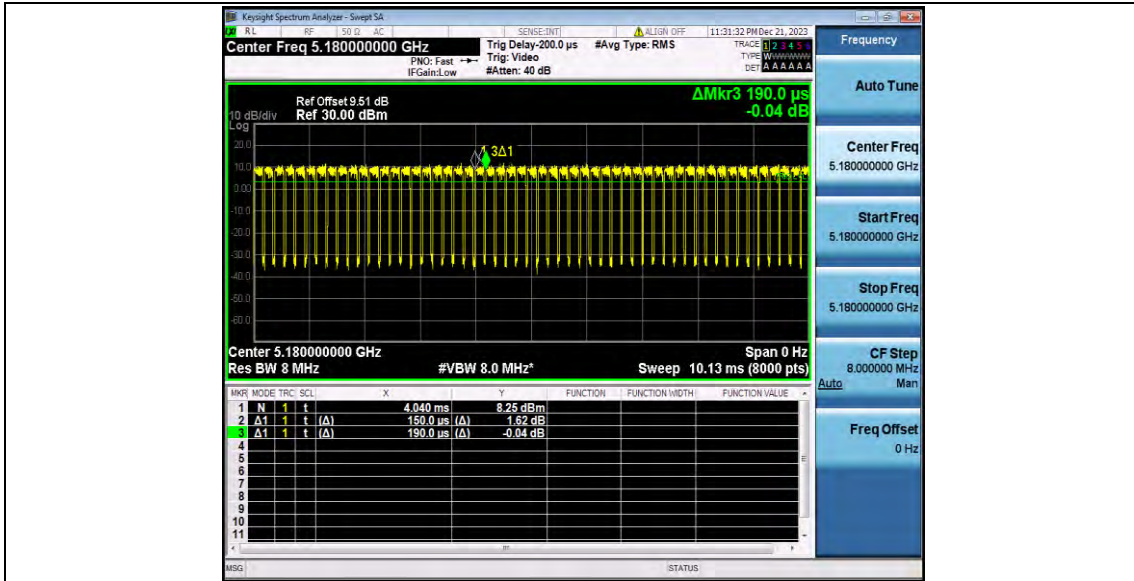 Keysight Spectrum Analyzer - Swept SA
RL RF 50 Ω AC SENSE:INT ALIGN OFF 11:31:32 PM Dec 21, 2023
Center Freq 5.180000000 GHz
PNO: Fast
IFGain:Low
Trig Delay-200.0 µs
Trig: Video
#Atten: 40 dB
#Avg Type: RMS
TRACE 1 2 3 4 5 6
TYPE W
DET A A A A A A
Ref Offset 9.51 dB
10 dB/div Ref 30.00 dBm
Log
ΔMkr3 190.0 µs
-0.04 dB
20.0
10.0
0.00
-10.0
-20.0
-30.0
-40.0
-50.0
-60.0
3Δ1
Center 5.180000000 GHz Span 0 Hz
Res BW 8 MHz #VBW 8.0 MHz* Sweep 10.13 ms (8000 pts)
MKR MODE TRC SCL X Y FUNCTION FUNCTION WIDTH FUNCTION VALUE
1 N 1 t 4.040 ms 8.25 dBm
2 Δ1 1 t (Δ) 150.0 µs (Δ) 1.62 dB
3 Δ1 1 t (Δ) 190.0 µs (Δ) -0.04 dB
4
5
6
7
8
9
10
11
MSG STATUS
Frequency
Auto Tune
Center Freq
5.180000000 GHz
Start Freq
5.180000000 GHz
Stop Freq
5.180000000 GHz
CF Step
8.000000 MHz
Auto Man
Freq Offset
0 Hz